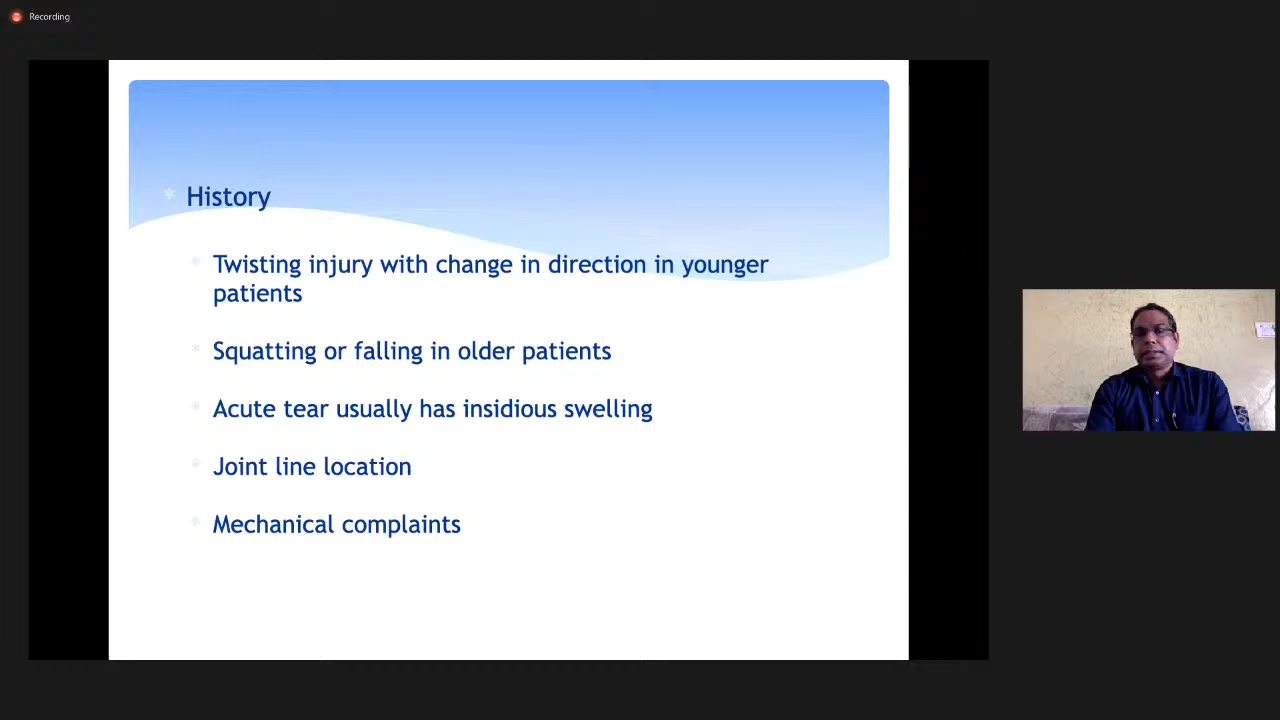 Recording
* History
* Twisting injury with change in direction in younger
patients
* Squatting or falling in older patients
* Acute tear usually has insidious swelling
* Joint line location
* Mechanical complaints